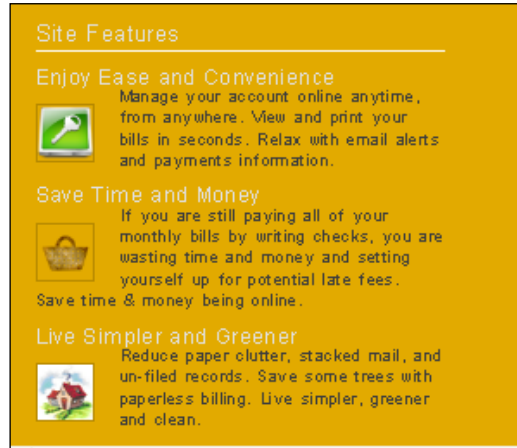 Site Features
Enjoy Ease and Convenience
Manage your account online anytime,
from anywhere. View and print your
bills in seconds. Relax with email alerts
and payments information.
Save Time and Money
If you are still paying all of your
monthly bills by writing checks, you are
wasting time and money and setting
yourself up for potential late fees.
Save time & money being online.
Live Simpler and Greener
Reduce paper clutter, stacked mail, and
un-filed records. Save some trees with
paperless billing. Live simpler, greener
and clean.